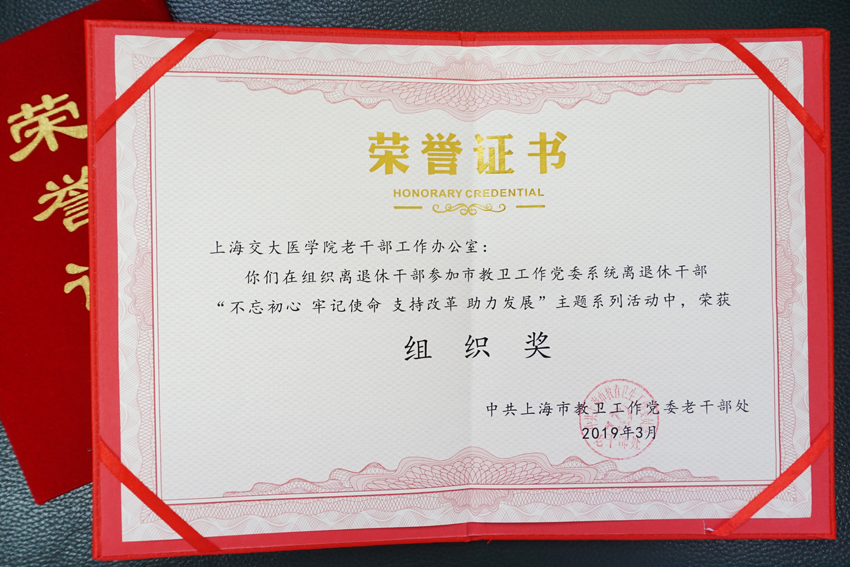 荣誉
荣誉证书
HONORARY CREDENTIAL
上海交大医学院老干部工作办公室：
你们在组织离退休干部参加市教卫工作党委系统离退休干部
“不忘初心 牢记使命 支持改革 助力发展”主题系列活动中，荣获
组织奖
中共上海市教卫工作党委老干部处
2019年3月